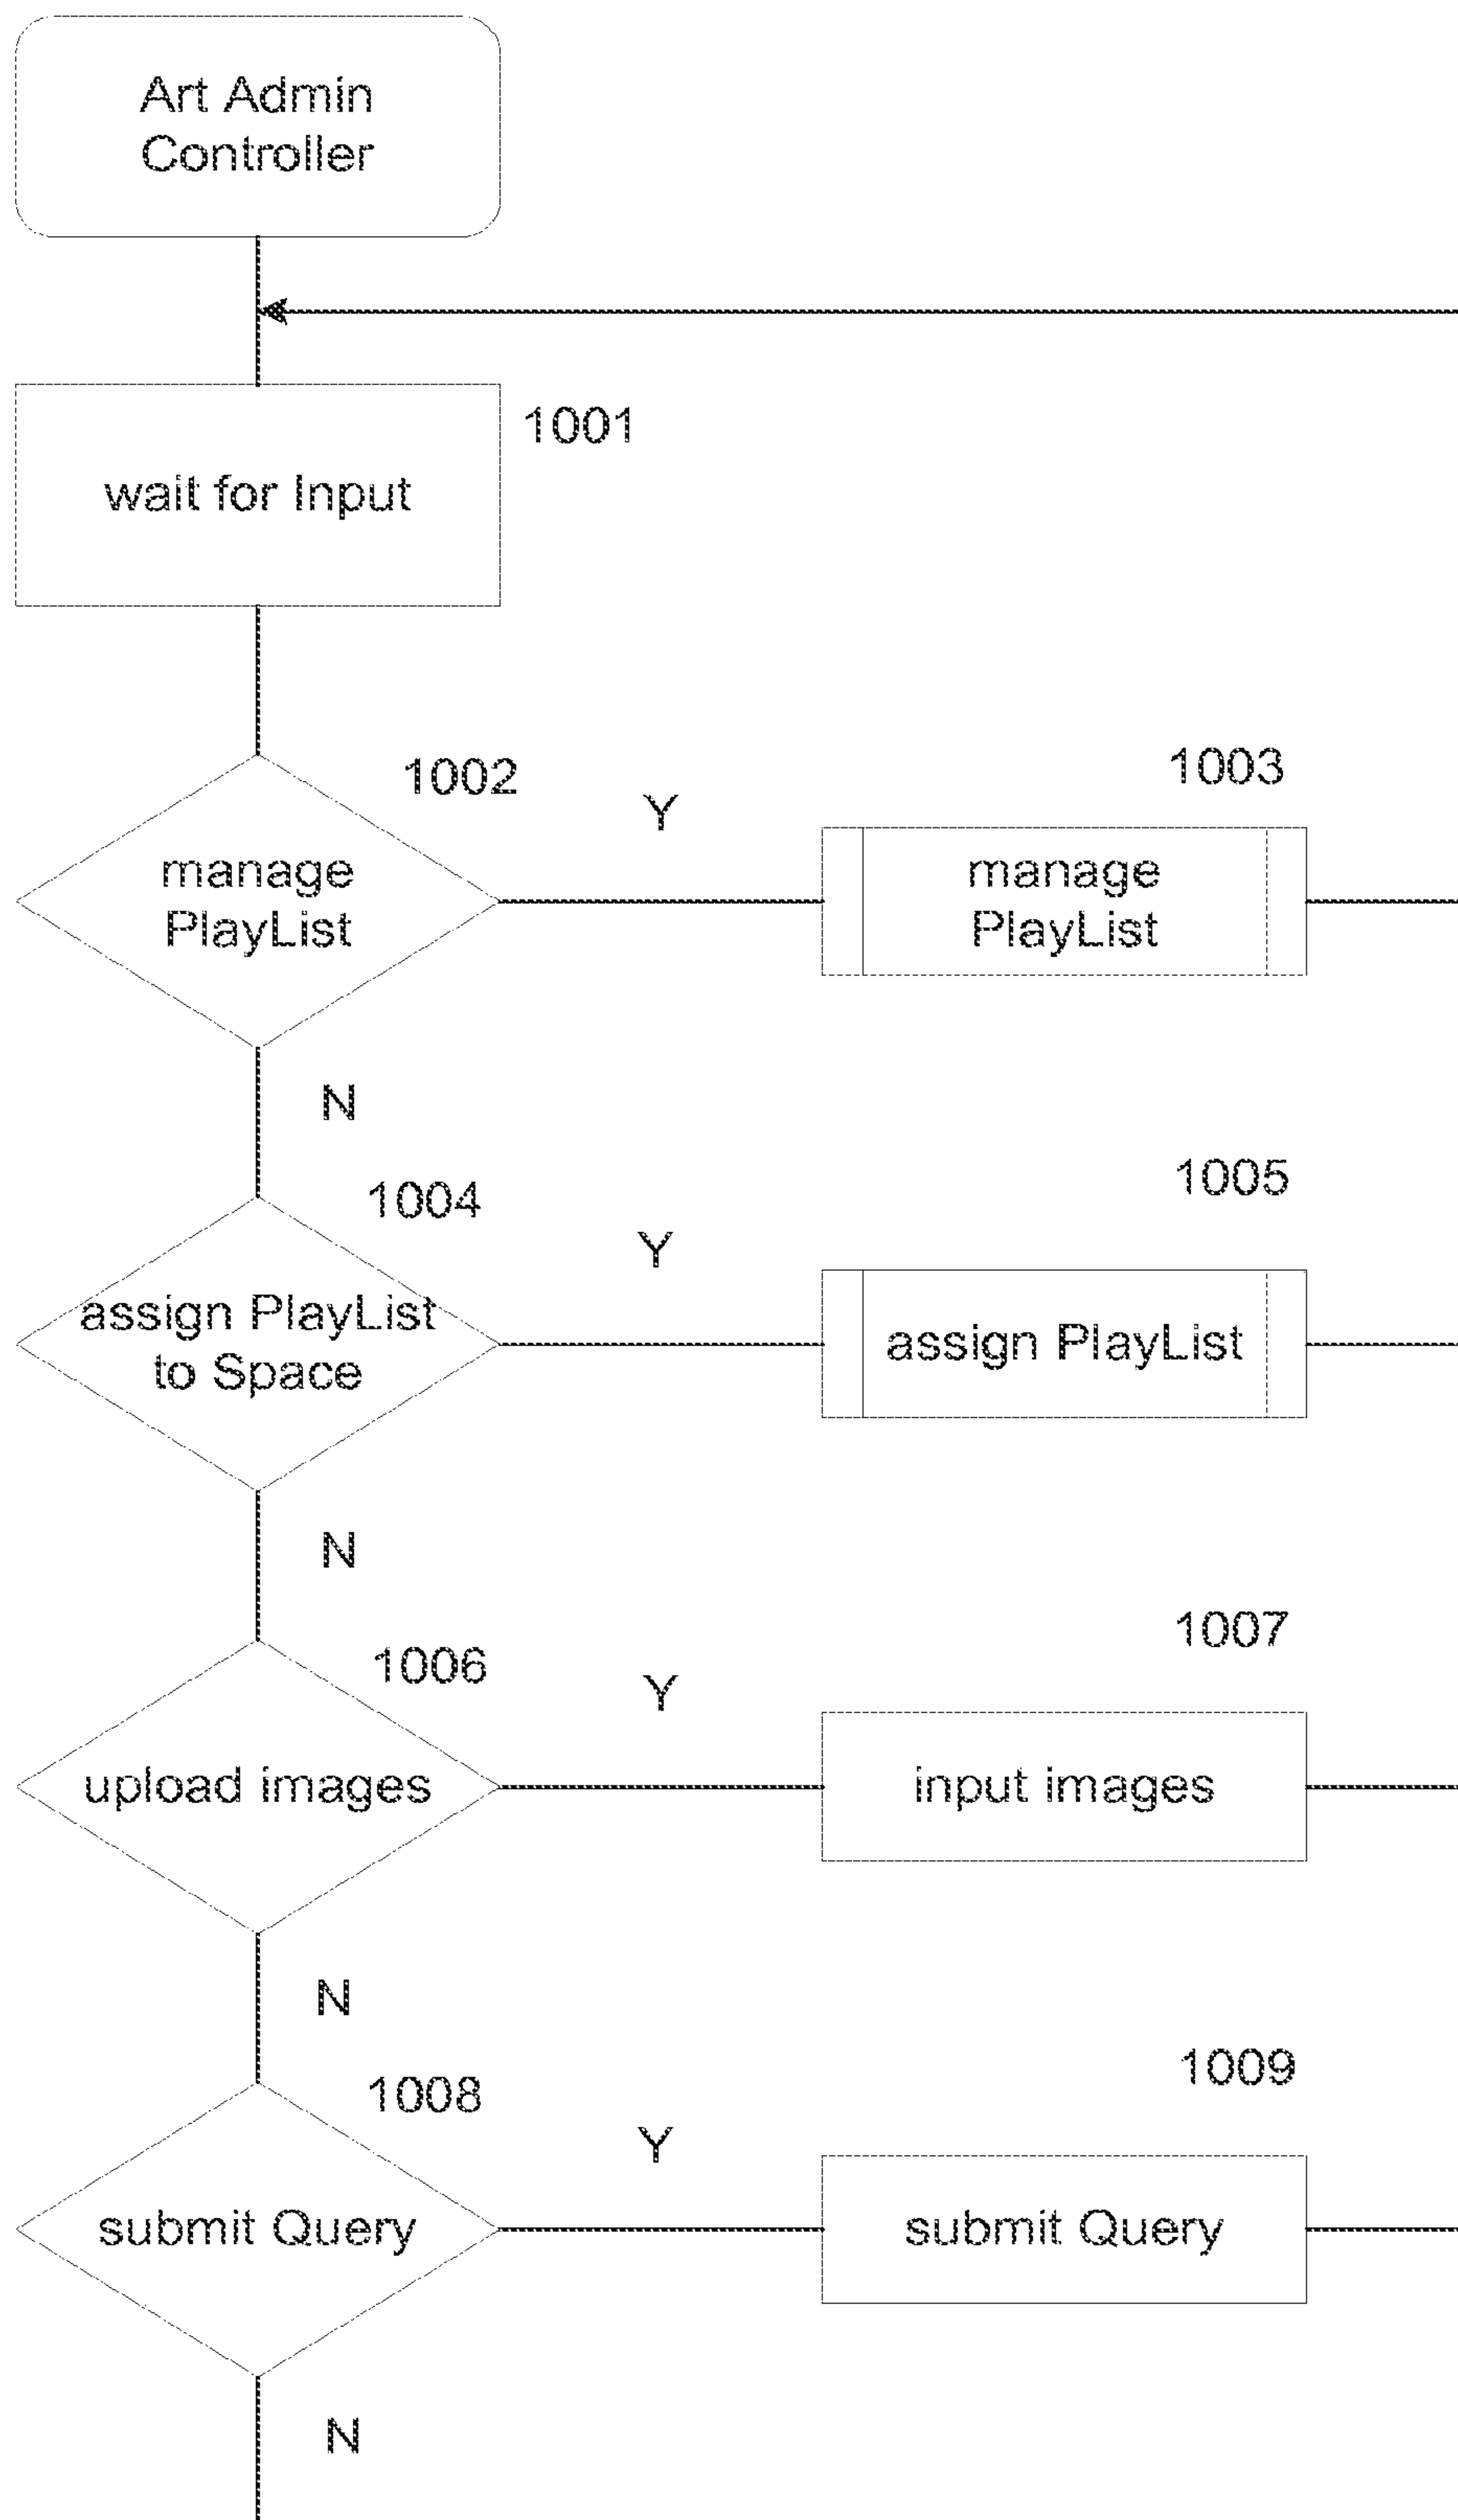 Art Admin
Controller
1001
wait for Input
1002
Y
1003
manage
PlayList
manage
PlayList
N
1004
Y
1005
assign PlayList
to Space
assign PlayList
N
1006
Y
1007
upload images
input images
N
1008
Y
1009
submit Query
submit Query
N